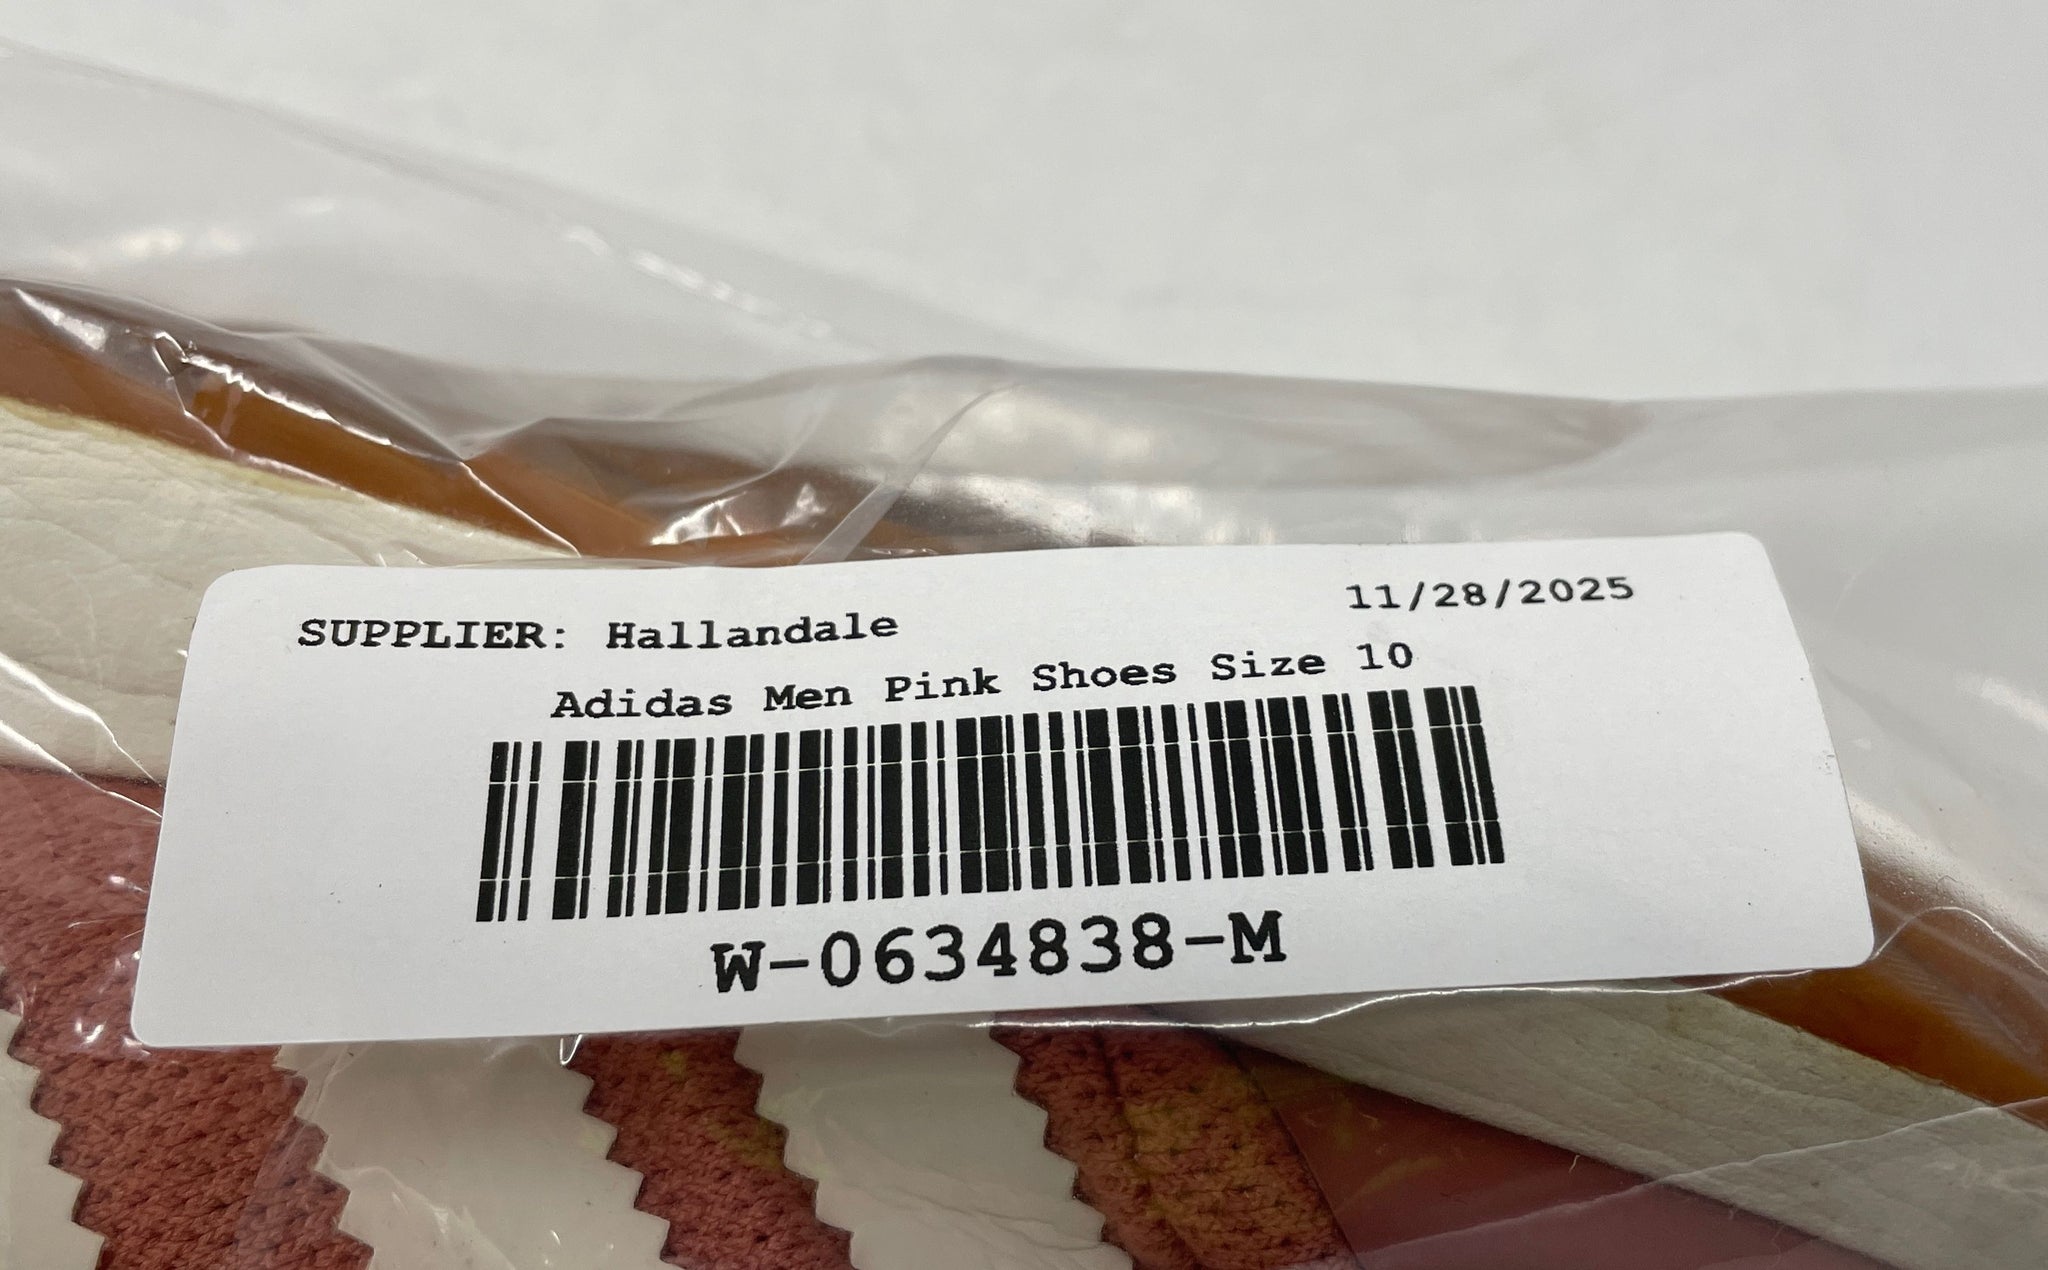 SUPPLIER: Hallandale 11/28/2025
Adidas Men Pink Shoes Size 10
W-0634838-M